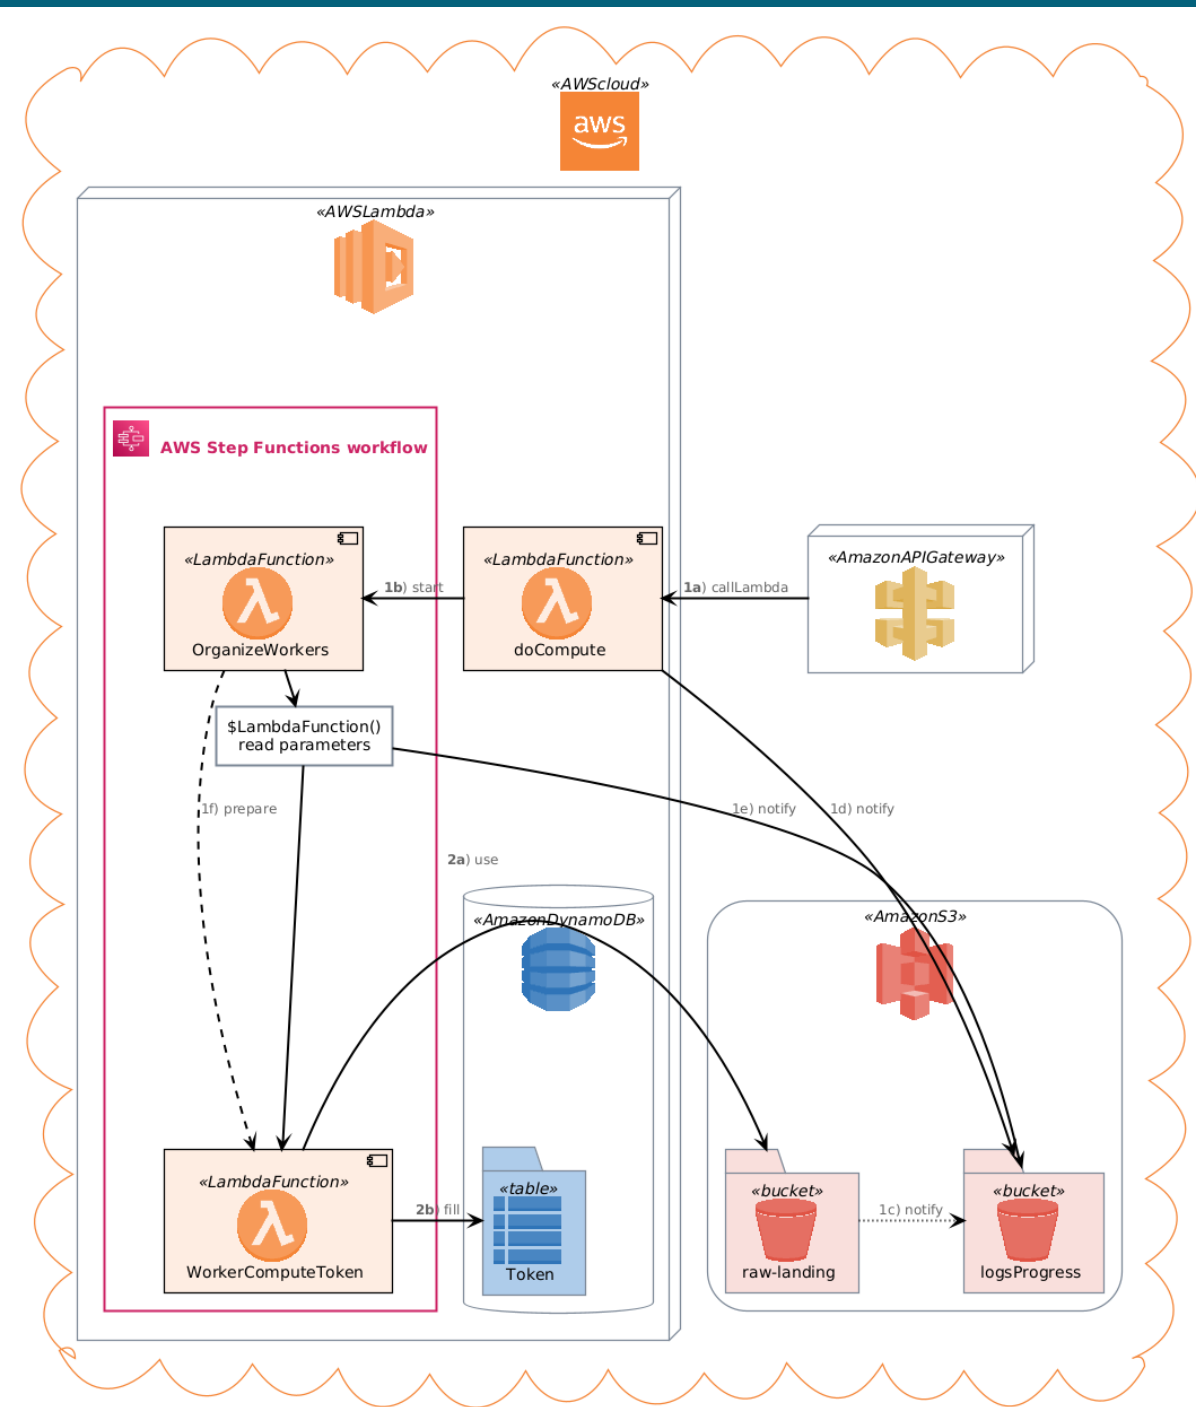 «AWScloud»
aws
«AWSLambda»
AWS Step Functions workflow
«LambdaFunction»
OrganizeWorkers
1b) start
«LambdaFunction»
doCompute
1a) callLambda
«AmazonAPIGateway»
$LambdaFunction()
read parameters
1f) prepare
1e) notify
1d) notify
2a) use
«AmazonDynamoDB»
«AmazonS3»
«LambdaFunction»
WorkerComputeToken
2b) fill
«table»
Token
«bucket»
raw-landing
1c) notify
«bucket»
logsProgress